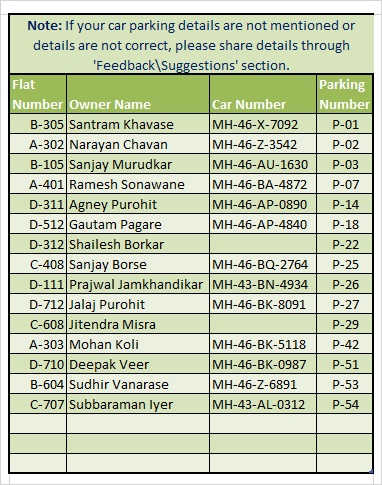 Note: If your car parking details are not mentioned or
details are not correct, please share details through
'Feedback\Suggestions' section.
Flat Number Owner Name Car Number Parking Number
B-305 Santram Khavase MH-46-X-7092 P-01
A-302 Narayan Chavan MH-46-Z-3542 P-02
B-105 Sanjay Murudkar MH-46-AU-1630 P-03
A-401 Ramesh Sonawane MH-46-BA-4872 P-07
D-311 Agney Purohit MH-46-AP-0890 P-14
D-512 Gautam Pagare MH-46-AP-4840 P-18
D-312 Shailesh Borkar P-22
C-408 Sanjay Borse MH-46-BQ-2764 P-25
D-111 Prajwal Jamkhandikar MH-43-BN-4934 P-26
D-712 Jalaj Purohit MH-46-BK-8091 P-27
C-608 Jitendra Misra P-29
A-303 Mohan Koli MH-46-BK-5118 P-42
D-710 Deepak Veer MH-46-BK-0987 P-51
B-604 Sudhir Vanarase MH-46-Z-6891 P-53
C-707 Subbaraman Iyer MH-43-AL-0312 P-54